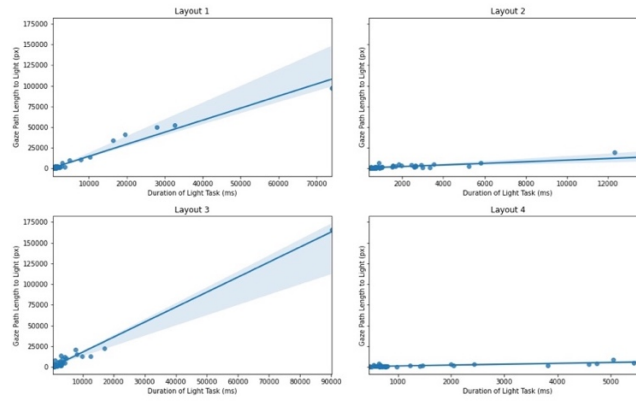 Layout 1
Gaze Path Length to Light (px)
175000
150000
125000
100000
75000
50000
25000
0
10000 20000 30000 40000 50000 60000 70000
Duration of Light Task (ms)
Layout 2
Gaze Path Length to Light (px)
2000 4000 6000 8000 10000 12000
Duration of Light Task (ms)
Layout 3
Gaze Path Length to Light (px)
175000
150000
125000
100000
75000
50000
25000
0
10000 20000 30000 40000 50000 60000 70000 80000 90000
Duration of Light Task (ms)
Layout 4
Gaze Path Length to Light (px)
1000 2000 3000 4000 5000
Duration of Light Task (ms)